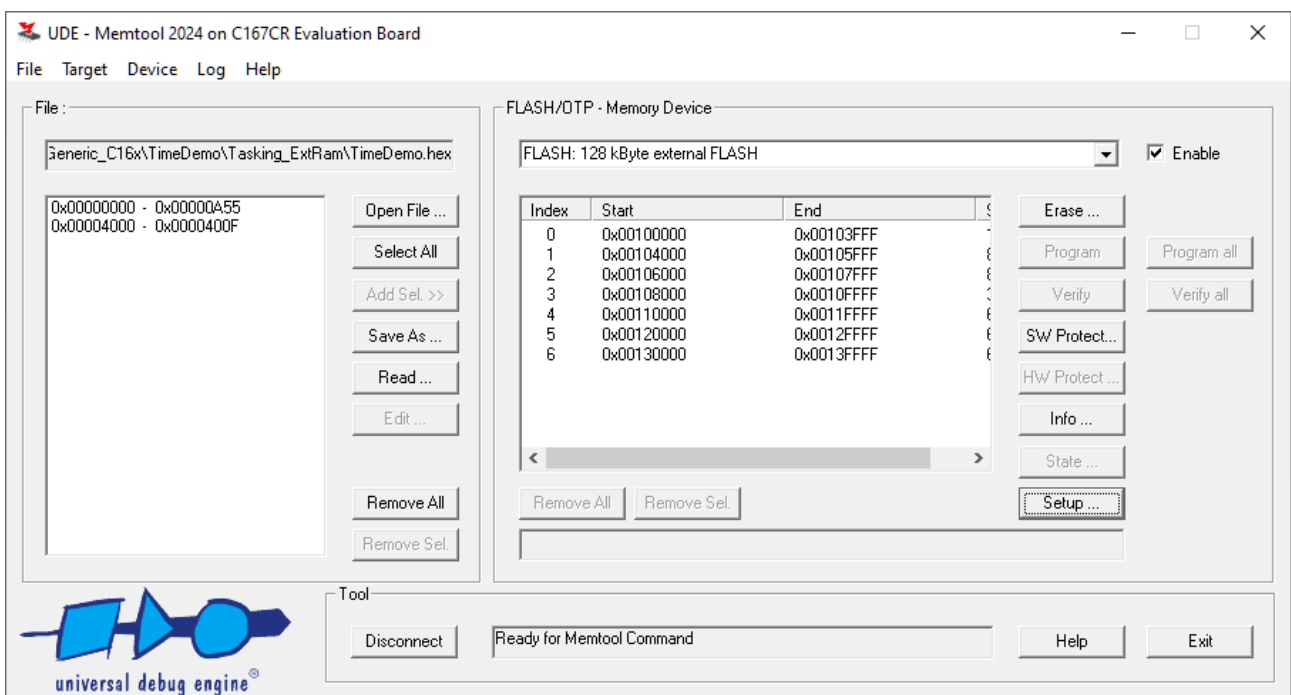 UDE - Memtool 2024 on C167CR Evaluation Board
File Target Device Log Help
File :
Generic_C16x\TimeDemo\Tasking_ExtRam\TimeDemo.hex
0x00000000 - 0x00000A55
0x00004000 - 0x0000400F
Open File ...
Select All
Add Sel. >>
Save As ...
Read ...
Edit ...
Remove All
Remove Sel.
FLASH/OTP - Memory Device
FLASH: 128 kByte external FLASH
Enable
Index Start End
0 0x00100000 0x00103FFF
1 0x00104000 0x00105FFF
2 0x00106000 0x00107FFF
3 0x00108000 0x0010FFFF
4 0x00110000 0x0011FFFF
5 0x00120000 0x0012FFFF
6 0x00130000 0x0013FFFF
Erase ...
Program
Verify
SW Protect...
HW Protect ...
Info ...
State ...
Setup ...
Program all
Verify all
Remove All
Remove Sel.
universal debug engine®
Tool
Disconnect
Ready for Memtool Command
Help
Exit